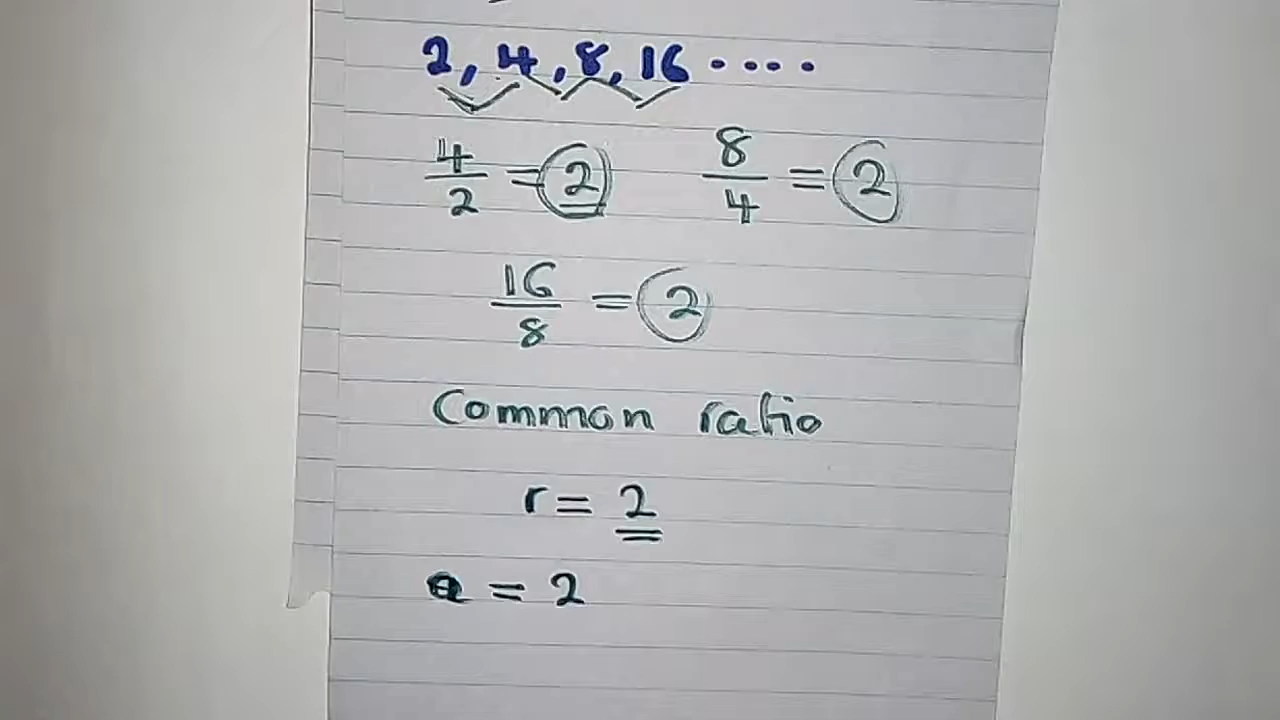 2, 4, 8, 16 ....
4/2 = 2 8/4 = 2
16/8 = 2
Common ratio
r = 2
a = 2